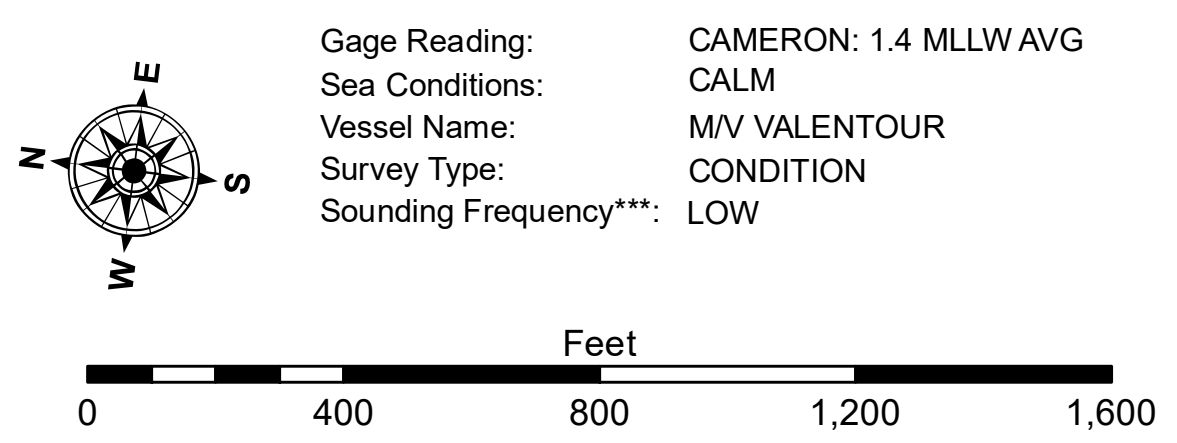 E
N
S
W
Gage Reading: CAMERON: 1.4 MLLW AVG
Sea Conditions: CALM
Vessel Name: M/V VALENTOUR
Survey Type: CONDITION
Sounding Frequency***: LOW
Feet
0 400 800 1,200 1,600